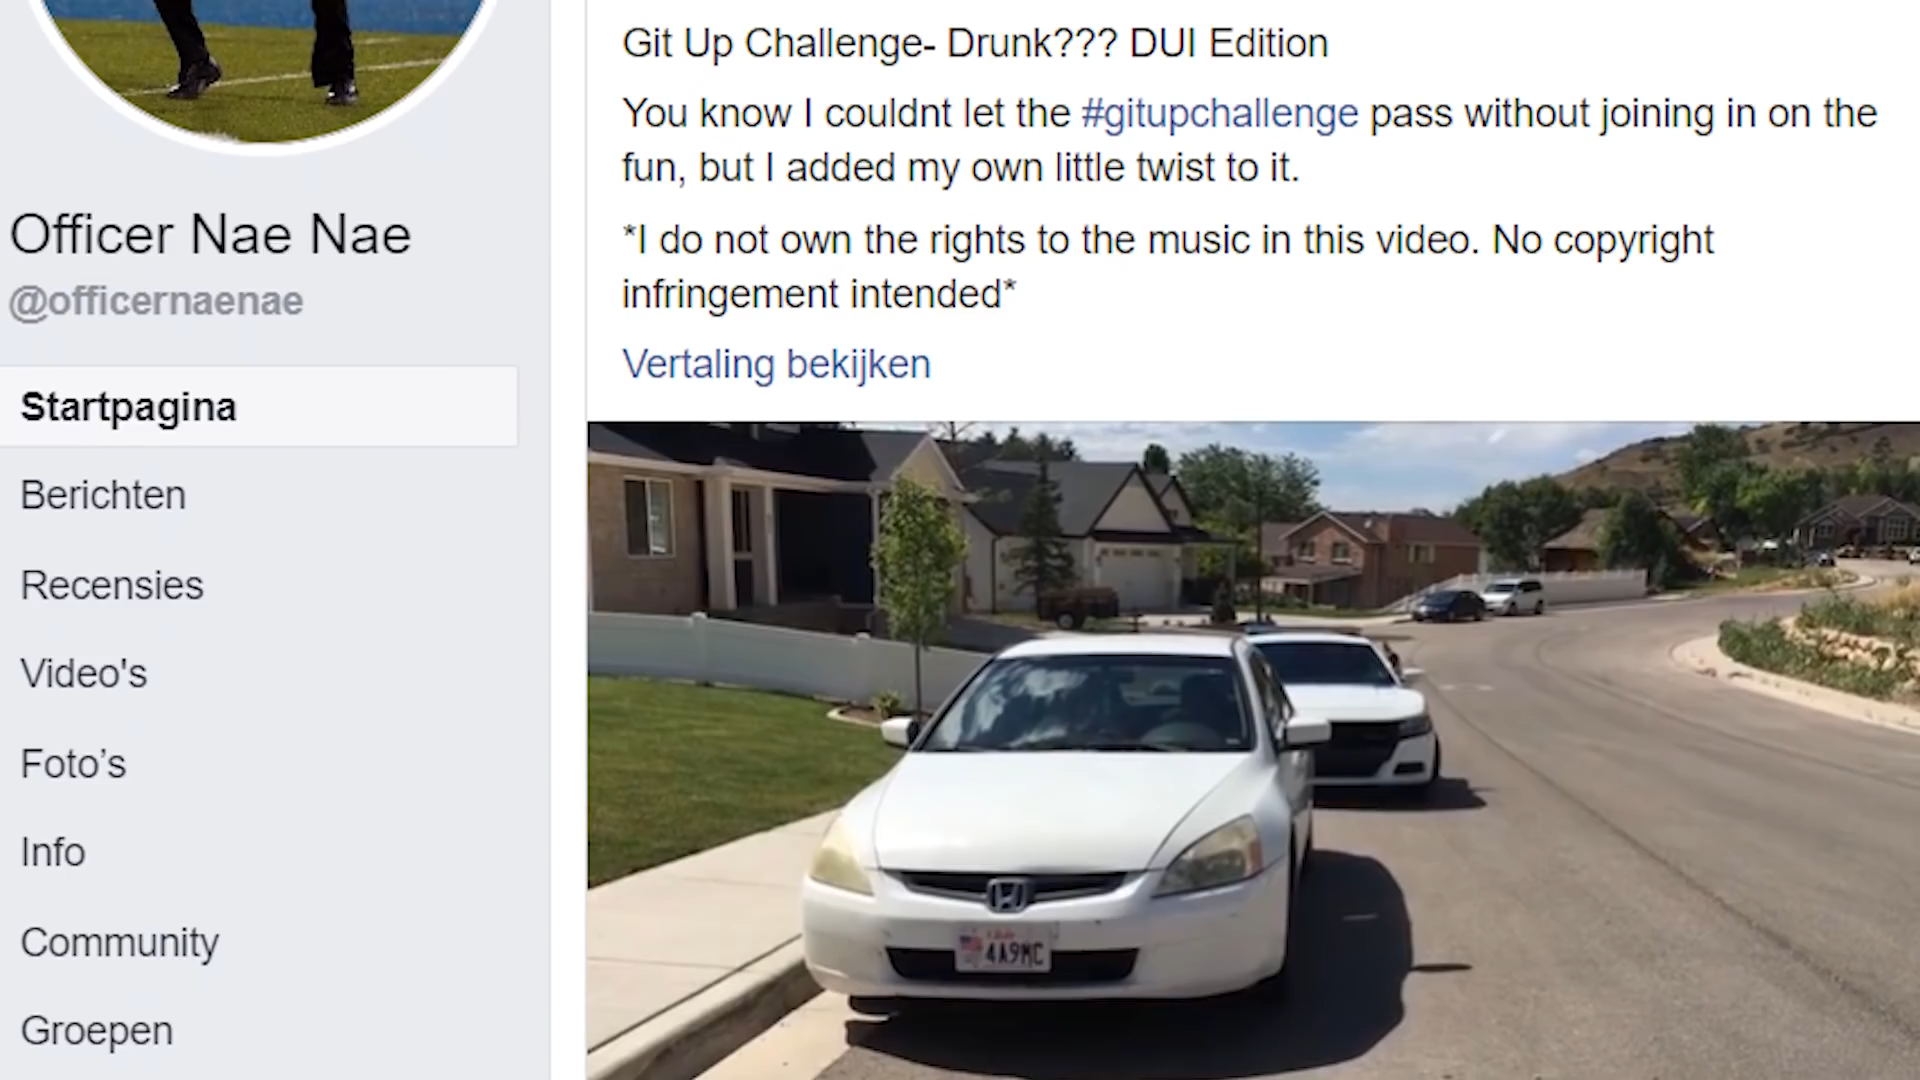 Git Up Challenge- Drunk??? DUI Edition
You know I couldnt let the #gitupchallenge pass without joining in on the
fun, but I added my own little twist to it.
*I do not own the rights to the music in this video. No copyright
infringement intended*
Vertaling bekijken
Officer Nae Nae
@officernaenae
Startpagina
Berichten
Recensies
Video's
Foto’s
Info
Community
Groepen
4A9MC